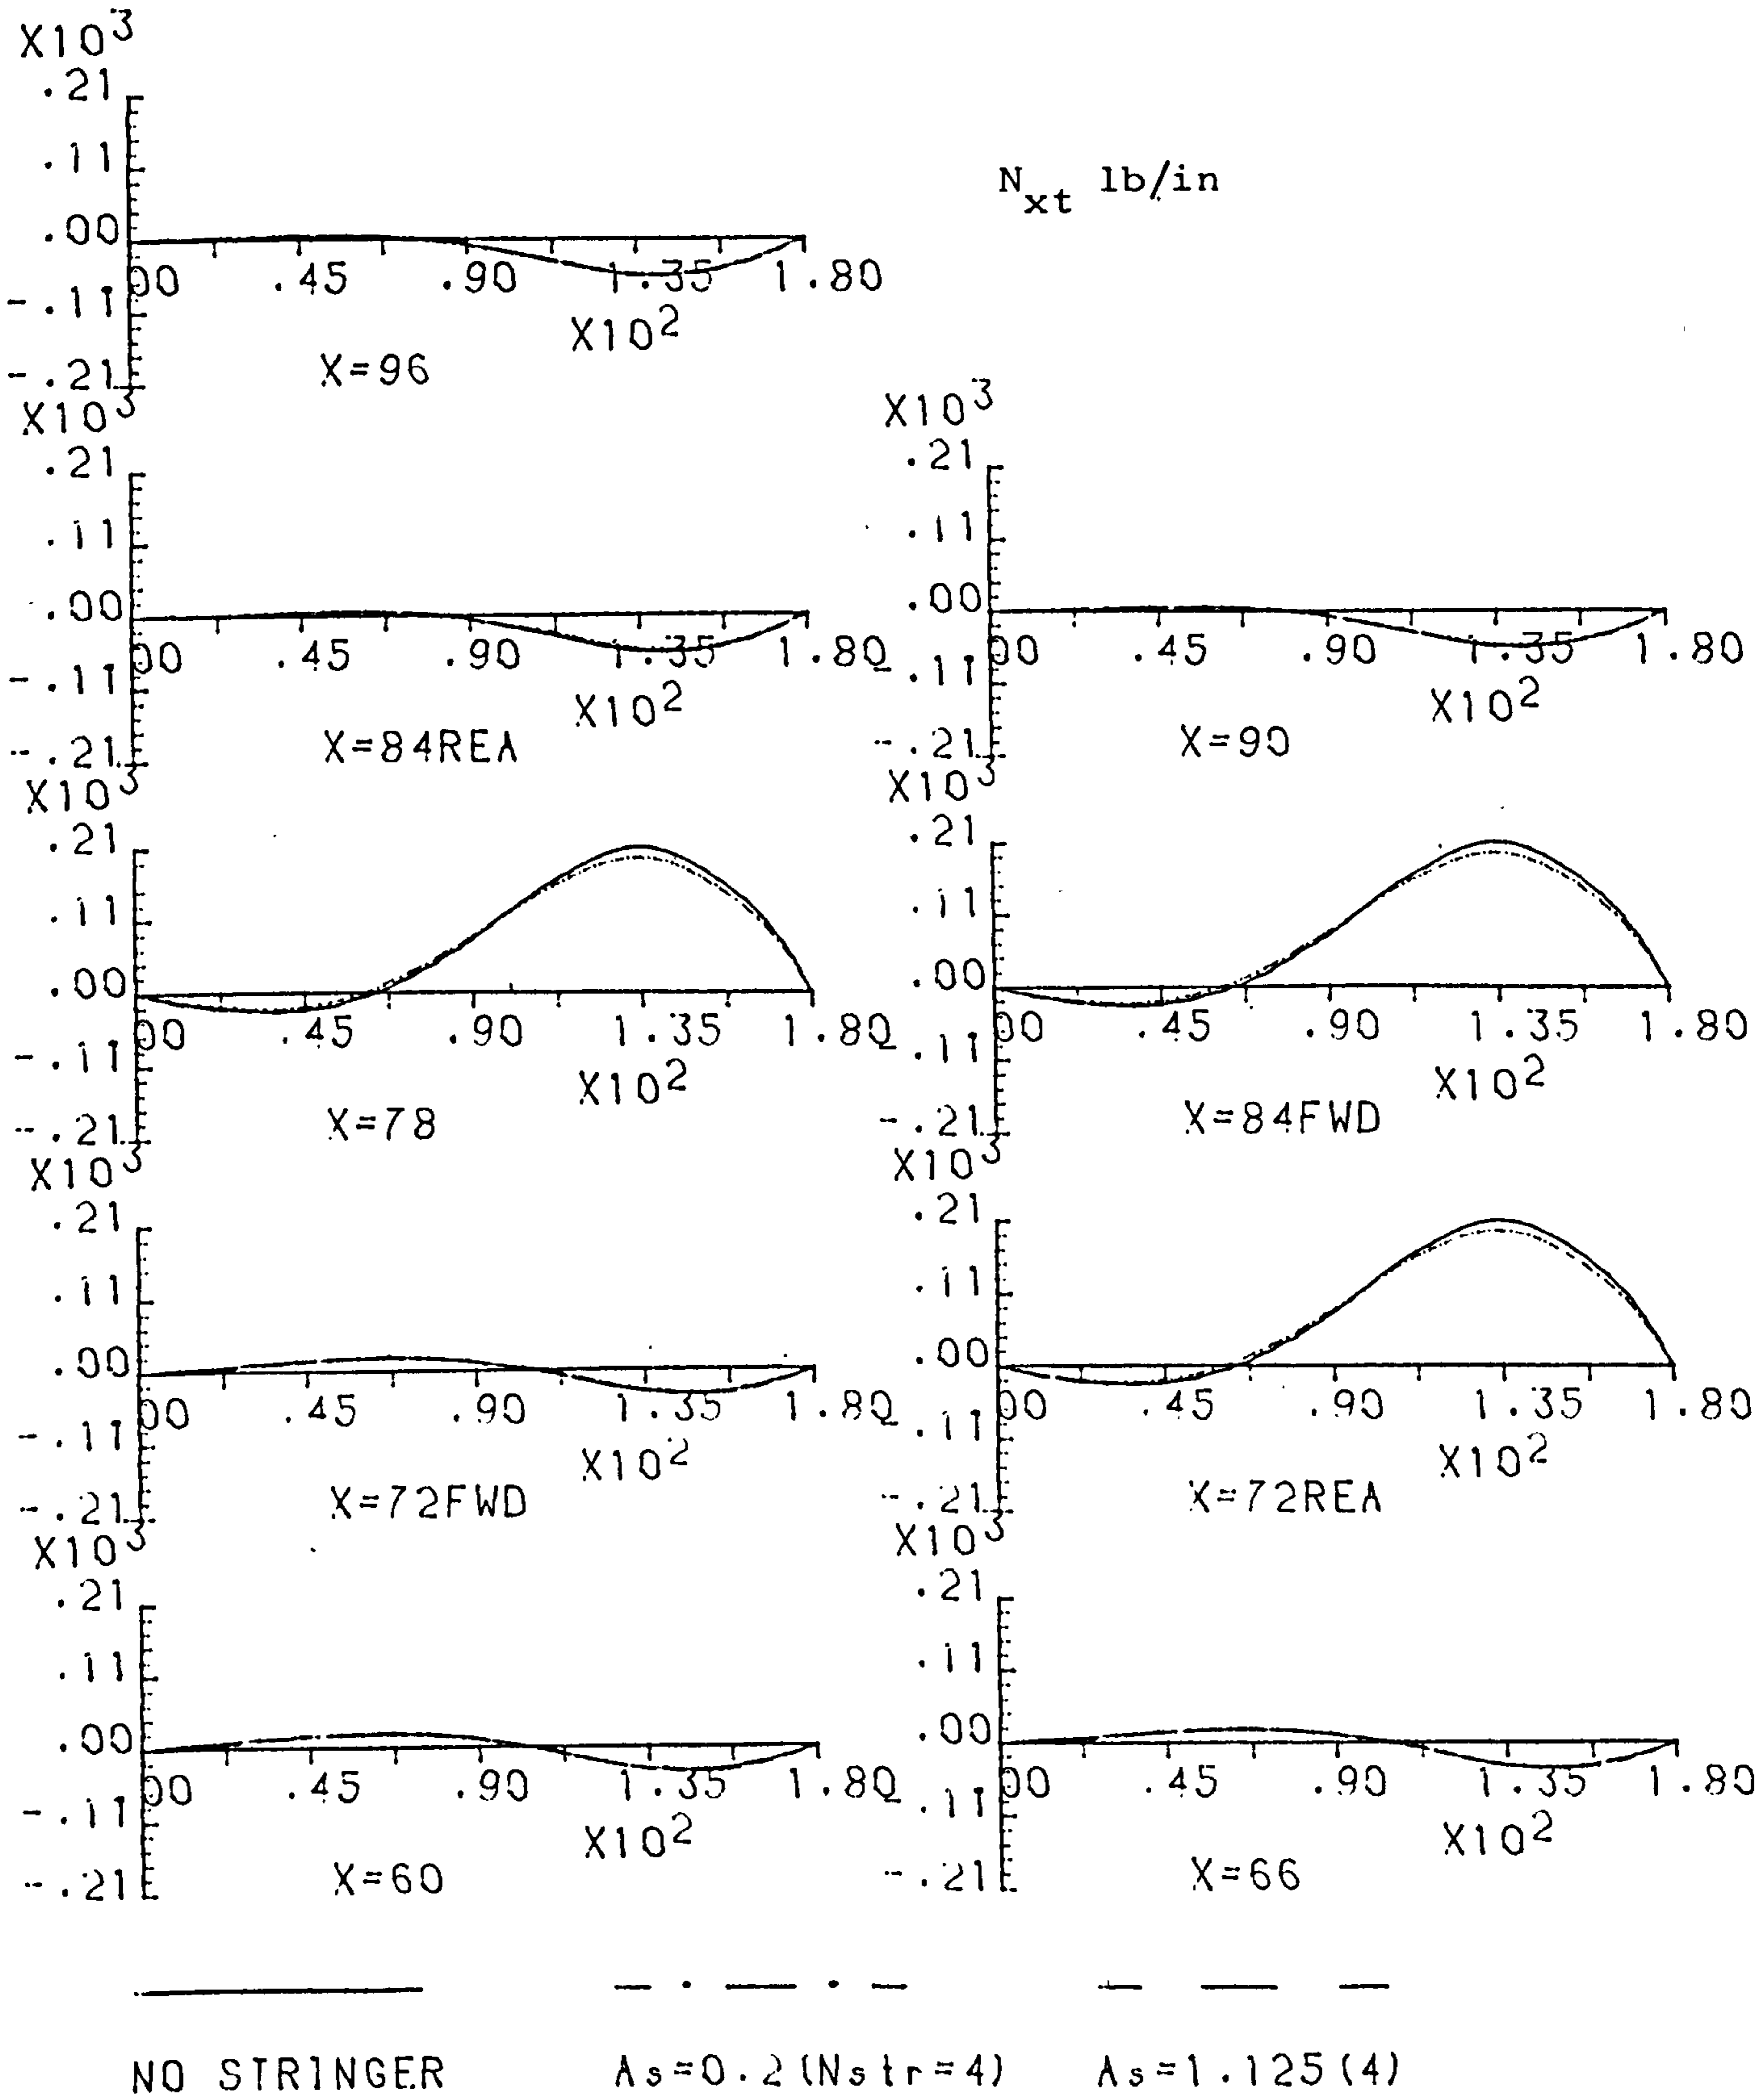 X10³
.21
.11
.00
-.11
-.21
00 .45 .90 1.35 1.80
X10²
X=96
N_xt lb/in
X10³
.21
.11
.00
-.11
-.21
00 .45 .90 1.35 1.80
X10²
X=84REA
X10³
.21
.11
.00
-.11
-.21
00 .45 .90 1.35 1.80
X10²
X=90
X10³
.21
.11
.00
-.11
-.21
00 .45 .90 1.35 1.80
X10²
X=78
X10³
.21
.11
.00
-.11
-.21
00 .45 .90 1.35 1.80
X10²
X=84FWD
X10³
.21
.11
.00
-.11
-.21
00 .45 .90 1.35 1.80
X10²
X=72FWD
X10³
.21
.11
.00
-.11
-.21
00 .45 .90 1.35 1.80
X10²
X=72REA
X10³
.21
.11
.00
-.11
-.21
00 .45 .90 1.35 1.80
X10²
X=60
X10³
.21
.11
.00
-.11
-.21
00 .45 .90 1.35 1.80
X10²
X=66
NO STRINGER As=0.2(Nstr=4) As=1.125(4)